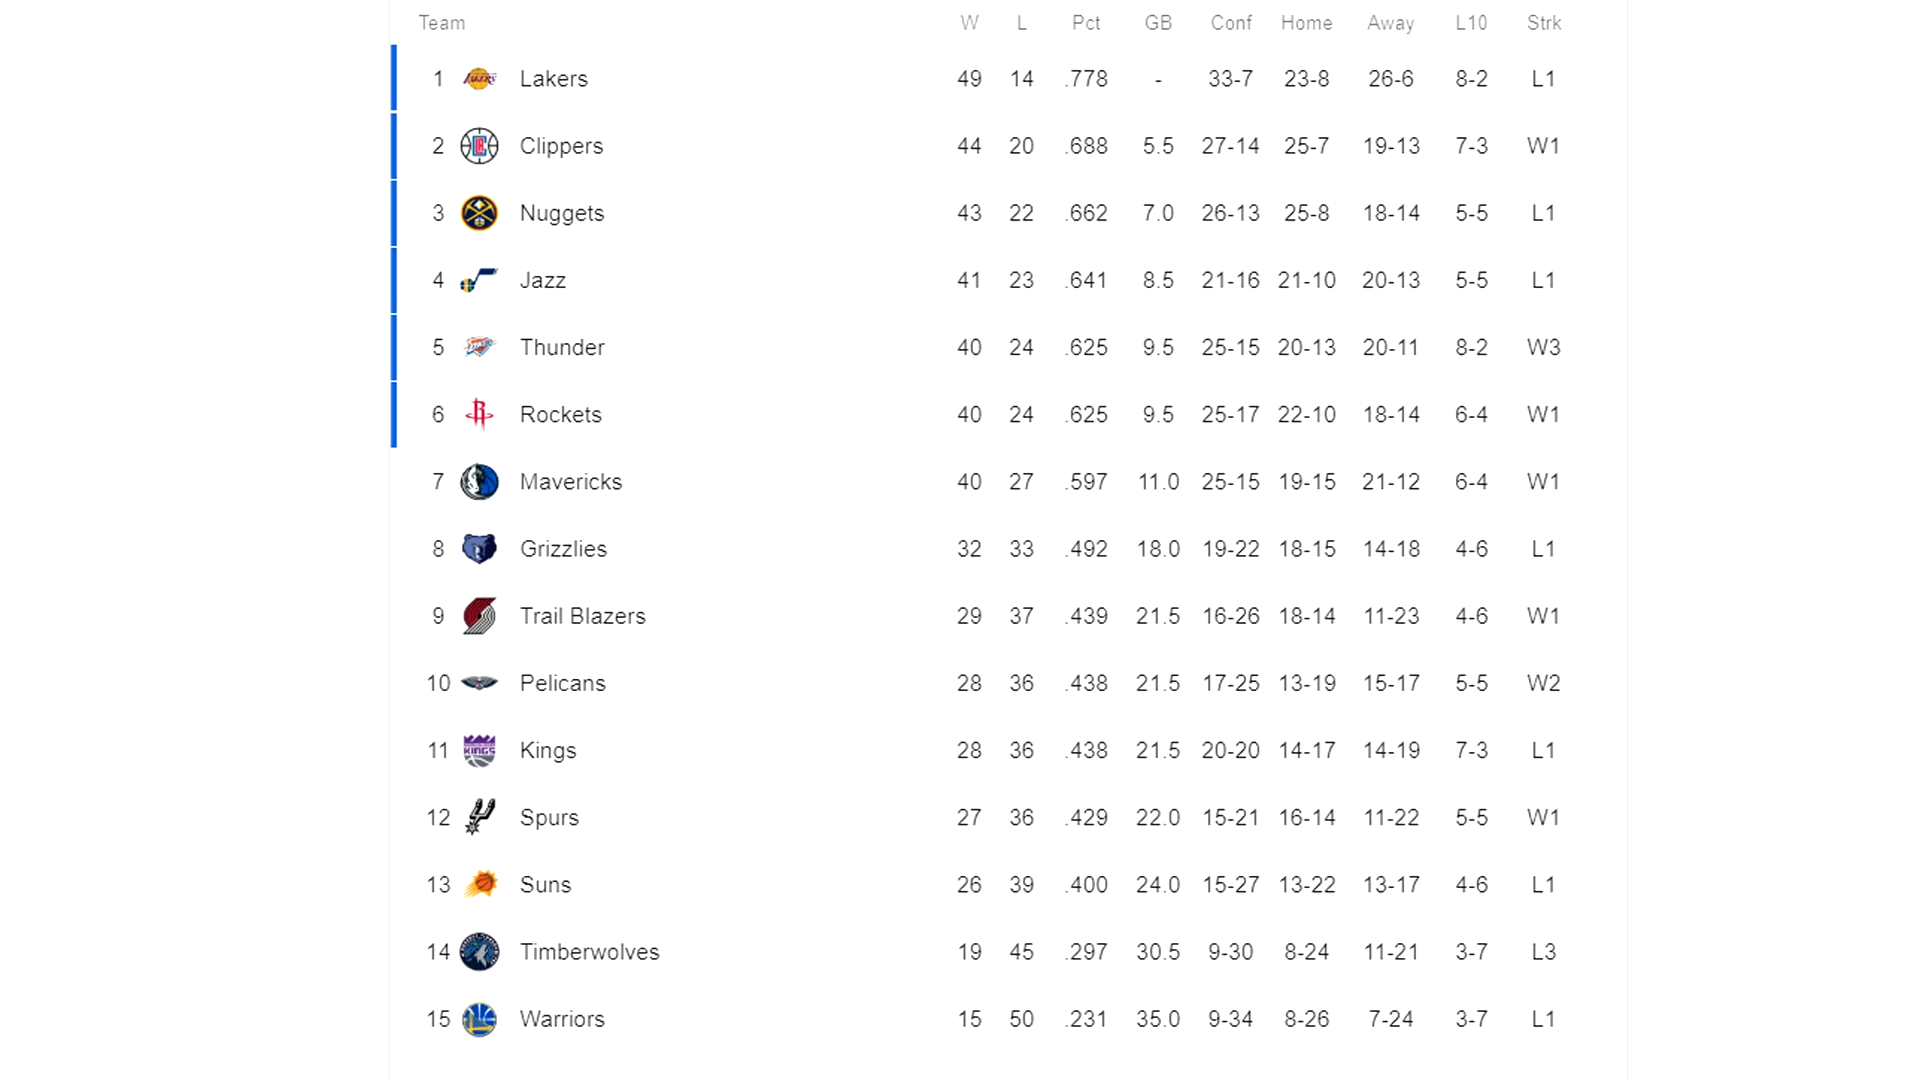 Team W L Pct GB Conf Home Away L10 Strk
1 Lakers 49 14 .778 - 33-7 23-8 26-6 8-2 L1
2 Clippers 44 20 .688 5.5 27-14 25-7 19-13 7-3 W1
3 Nuggets 43 22 .662 7.0 26-13 25-8 18-14 5-5 L1
4 Jazz 41 23 .641 8.5 21-16 21-10 20-13 5-5 L1
5 Thunder 40 24 .625 9.5 25-15 20-13 20-11 8-2 W3
6 Rockets 40 24 .625 9.5 25-17 22-10 18-14 6-4 W1
7 Mavericks 40 27 .597 11.0 25-15 19-15 21-12 6-4 W1
8 Grizzlies 32 33 .492 18.0 19-22 18-15 14-18 4-6 L1
9 Trail Blazers 29 37 .439 21.5 16-26 18-14 11-23 4-6 W1
10 Pelicans 28 36 .438 21.5 17-25 13-19 15-17 5-5 W2
11 KINGS Kings 28 36 .438 21.5 20-20 14-17 14-19 7-3 L1
12 Spurs 27 36 .429 22.0 15-21 16-14 11-22 5-5 W1
13 Suns 26 39 .400 24.0 15-27 13-22 13-17 4-6 L1
14 Timberwolves 19 45 .297 30.5 9-30 8-24 11-21 3-7 L3
15 Warriors 15 50 .231 35.0 9-34 8-26 7-24 3-7 L1